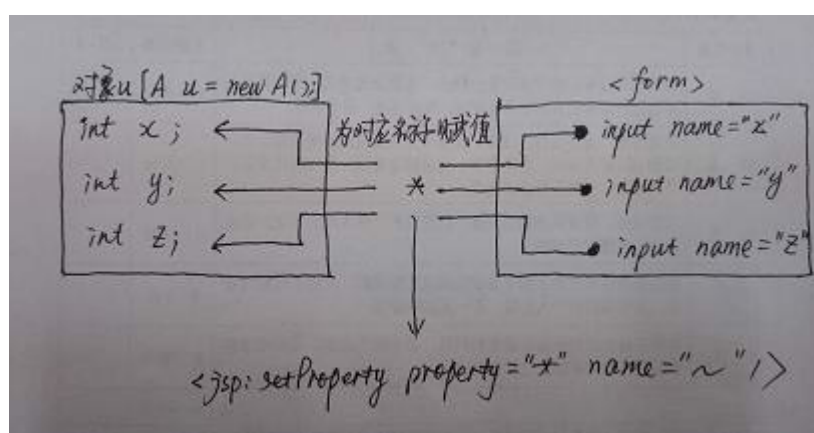 对象u [A u = new A();]
<form>
int x;
为对应名称赋值
input name="x"
int y;
*
input name="y"
int z;
input name="z"
<jsp: setProperty property="*" name="~" />